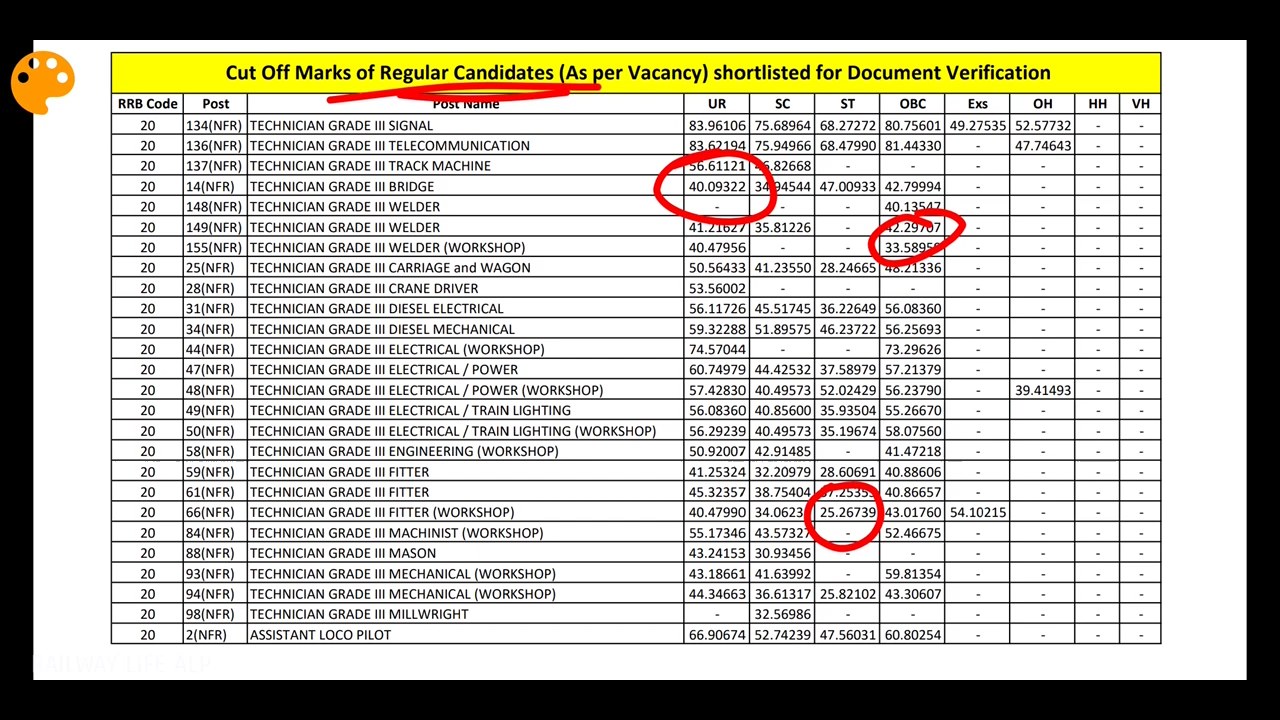 Cut Off Marks of Regular Candidates (As per Vacancy) shortlisted for Document Verification
RRB Code Post Post Name UR SC ST OBC Exs OH HH VH
20 134(NFR) TECHNICIAN GRADE III SIGNAL 83.96106 75.68964 68.27272 80.75601 49.27535 52.57732 - -
20 136(NFR) TECHNICIAN GRADE III TELECOMMUNICATION 83.62194 75.94966 68.47990 81.44330 - 47.74643 - -
20 137(NFR) TECHNICIAN GRADE III TRACK MACHINE 56.61121 - - - - - -
20 14(NFR) TECHNICIAN GRADE III BRIDGE 40.09322 47.00933 42.79994 - - - -
20 148(NFR) TECHNICIAN GRADE III WELDER - - - 40.13547 - - - -
20 149(NFR) TECHNICIAN GRADE III WELDER 41.21627 35.81226 - 42.29767 - - - -
20 155(NFR) TECHNICIAN GRADE III WELDER (WORKSHOP) 40.47956 - - - - - -
20 25(NFR) TECHNICIAN GRADE III CARRIAGE and WAGON 50.56433 41.23550 28.24665 48.21336 - - - -
20 28(NFR) TECHNICIAN GRADE III CRANE DRIVER 53.56002 - - - - - - -
20 31(NFR) TECHNICIAN GRADE III DIESEL ELECTRICAL 56.11726 45.51745 36.22649 56.08360 - - - -
20 34(NFR) TECHNICIAN GRADE III DIESEL MECHANICAL 59.32288 51.89575 46.23722 56.25693 - - - -
20 44(NFR) TECHNICIAN GRADE III ELECTRICAL (WORKSHOP) 74.57044 - - 73.29626 - - - -
20 47(NFR) TECHNICIAN GRADE III ELECTRICAL / POWER 60.74979 44.42532 37.58979 57.21379 - - - -
20 48(NFR) TECHNICIAN GRADE III ELECTRICAL / POWER (WORKSHOP) 57.42830 40.49573 52.02429 56.23790 - 39.41493 - -
20 49(NFR) TECHNICIAN GRADE III ELECTRICAL / TRAIN LIGHTING 56.08360 40.85600 35.93504 55.26670 - - - -
20 50(NFR) TECHNICIAN GRADE III ELECTRICAL / TRAIN LIGHTING (WORKSHOP) 56.29239 40.49573 35.19674 58.07560 - - - -
20 58(NFR) TECHNICIAN GRADE III ENGINEERING (WORKSHOP) 50.92007 42.91485 - 41.47218 - - - -
20 59(NFR) TECHNICIAN GRADE III FITTER 41.25324 32.20979 28.60691 40.88606 - - - -
20 61(NFR) TECHNICIAN GRADE III FITTER 45.32357 38.75404 40.86657 - - - -
20 66(NFR) TECHNICIAN GRADE III FITTER (WORKSHOP) 40.47990 25.26739 43.01760 54.10215 - - -
20 84(NFR) TECHNICIAN GRADE III MACHINIST (WORKSHOP) 55.17346 43.57327 - 52.46675 - - - -
20 88(NFR) TECHNICIAN GRADE III MASON 43.24153 30.93456 - - - - - -
20 93(NFR) TECHNICIAN GRADE III MECHANICAL (WORKSHOP) 43.18661 41.63992 - 59.81354 - - - -
20 94(NFR) TECHNICIAN GRADE III MECHANICAL (WORKSHOP) 44.34663 36.61317 25.82102 43.30607 - - - -
20 98(NFR) TECHNICIAN GRADE III MILLWRIGHT - 32.56986 - - - - - -
20 2(NFR) ASSISTANT LOCO PILOT 66.90674 52.74239 47.56031 60.80254 - - - -